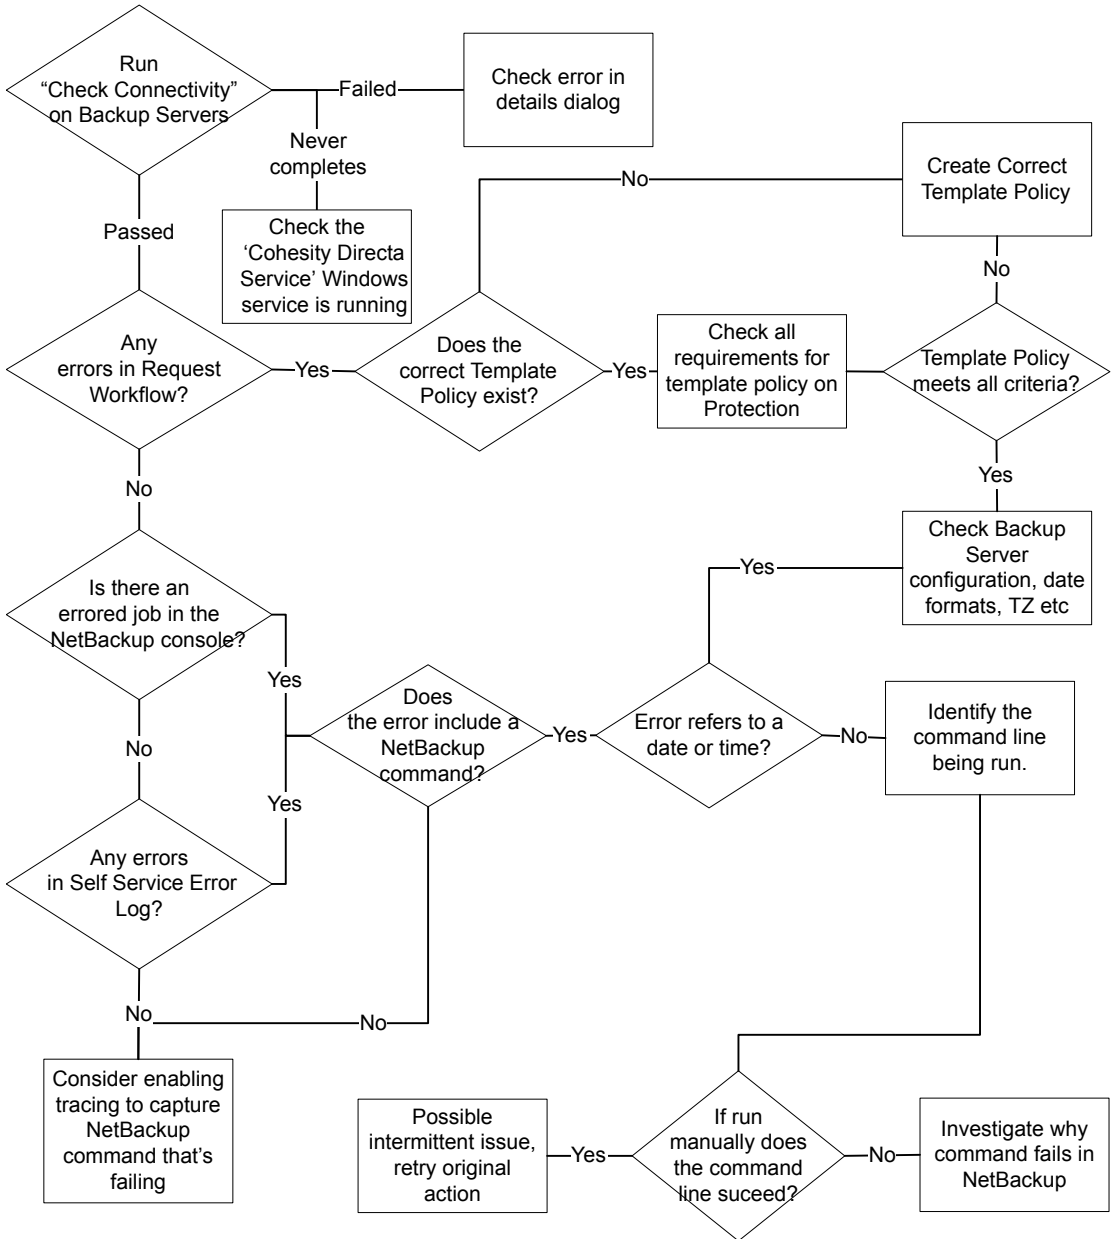 Run
“Check Connectivity”
on Backup Servers
Failed
Check error in
details dialog
Never
completes
Check the
‘Cohesity Directa
Service’ Windows
service is running
Passed
No
Create Correct
Template Policy
No
Any
errors in Request
Workflow?
Yes
Does the
correct Template
Policy exist?
Yes
Check all
requirements for
template policy on
Protection
Template Policy
meets all criteria?
Yes
No
Check Backup
Server
configuration, date
formats, TZ etc
Yes
Is there an
errored job in the
NetBackup console?
Yes
No
Does
the error include a
NetBackup
command?
Yes
Error refers to a
date or time?
No
Identify the
command line
being run.
Yes
Any errors
in Self Service Error
Log?
No
No
Consider enabling
tracing to capture
NetBackup
command that’s
failing
Possible
intermittent issue,
retry original
action
Yes
If run
manually does
the command
line suceed?
No
Investigate why
command fails in
NetBackup